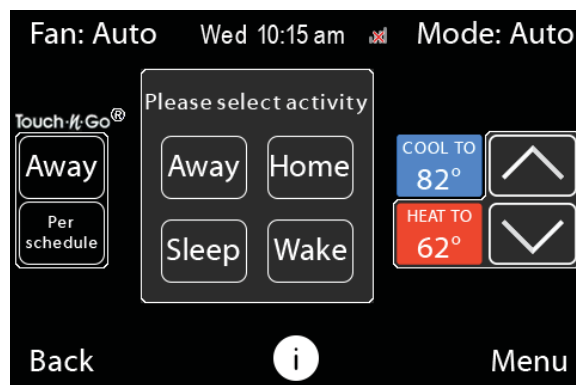 Fan: Auto Wed 10:15 am Mode: Auto
Touch·N·Go®
Away
Per
schedule
Please select activity
Away Home
Sleep Wake
COOL TO
82°
HEAT TO
62°
Back i Menu